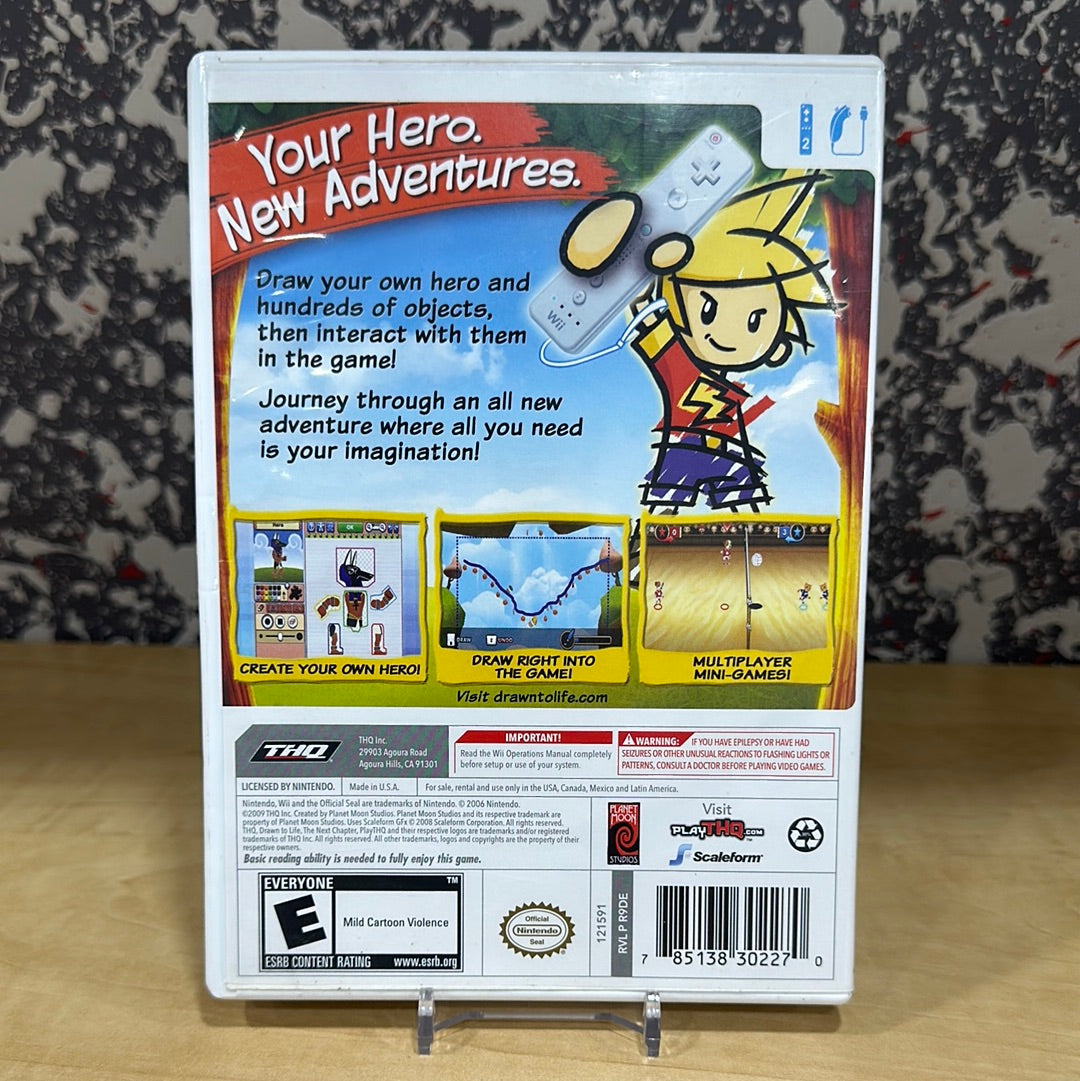 Your Hero.
New Adventures.
2
Wii
Draw your own hero and
hundreds of objects,
then interact with them
in the game!
Journey through an all new
adventure where all you need
is your imagination!
Hero
OK
DRAW
UNDO
CREATE YOUR OWN HERO!
DRAW RIGHT INTO
THE GAME!
MULTIPLAYER
MINI-GAMES!
Visit drawntolife.com
THQ
THQ Inc.
29903 Agoura Road
Agoura Hills, CA 91301
IMPORTANT!
Read the Wii Operations Manual completely
before setup or use of your system.
WARNING: IF YOU HAVE EPILEPSY OR HAVE HAD
SEIZURES OR OTHER UNUSUAL REACTIONS TO FLASHING LIGHTS OR
PATTERNS, CONSULT A DOCTOR BEFORE PLAYING VIDEO GAMES.
LICENSED BY NINTENDO.
Made in U.S.A.
For sale, rental and use only in the USA, Canada, Mexico and Latin America.
Nintendo, Wii and the Official Seal are trademarks of Nintendo. © 2006 Nintendo.
©2009 THQ Inc. Created by Planet Moon Studios. Planet Moon Studios and its respective trademark are
property of Planet Moon Studios. Uses Scaleform GFx © 2008 Scaleform Corporation. All rights reserved.
THQ, Drawn to Life, The Next Chapter, PlayTHQ and their respective logos are trademarks and/or registered
trademarks of THQ Inc. All rights reserved. All other trademarks, logos and copyrights are the property of their
respective owners.
Basic reading ability is needed to fully enjoy this game.
PLANET
MOON
STUDIOS
Visit
PLAYTHQ.COM
Scaleform
EVERYONE
TM
E
Mild Cartoon Violence
ESRB CONTENT RATING www.esrb.org
Official
Nintendo
Seal
121591
RVL P R9DE
7 85138 30227 0